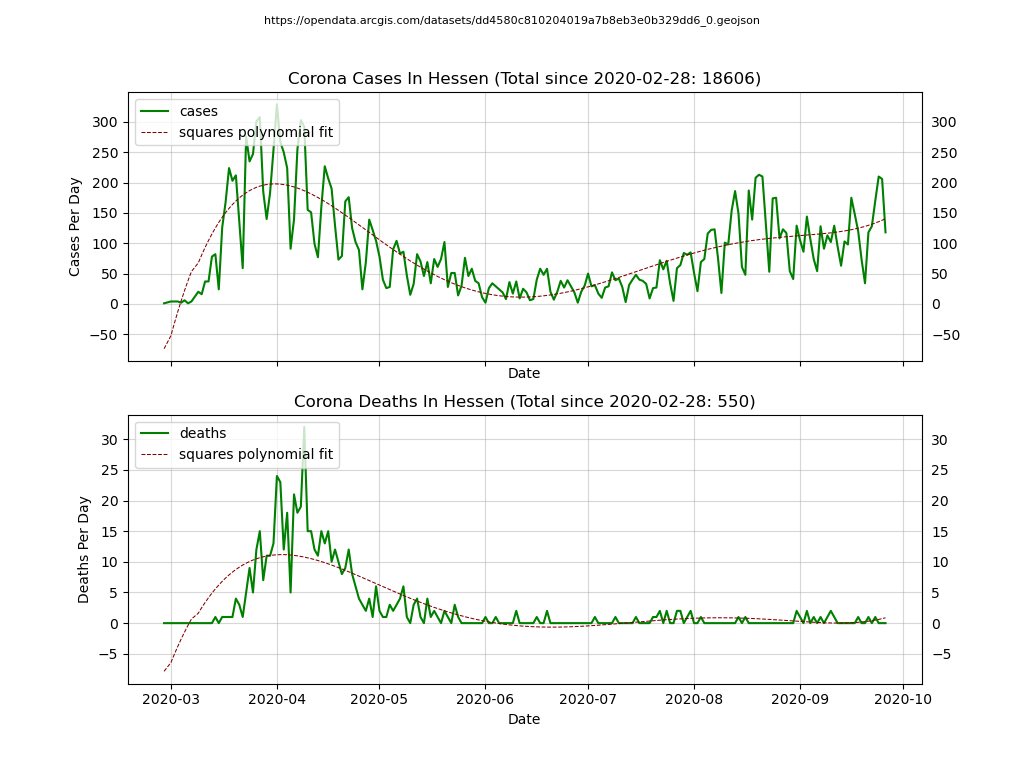 https://opendata.arcgis.com/datasets/dd4580c810204019a7b8eb3e0b329dd6_0.geojson
Corona Cases In Hessen (Total since 2020-02-28: 18606)
cases
squares polynomial fit
300 300
250 250
200 200
150 150
100 100
50 50
0 0
−50 −50
Cases Per Day
Date
Corona Deaths In Hessen (Total since 2020-02-28: 550)
deaths
squares polynomial fit
30 30
25 25
20 20
15 15
10 10
5 5
0 0
−5 −5
Deaths Per Day
2020-03 2020-04 2020-05 2020-06 2020-07 2020-08 2020-09 2020-10
Date